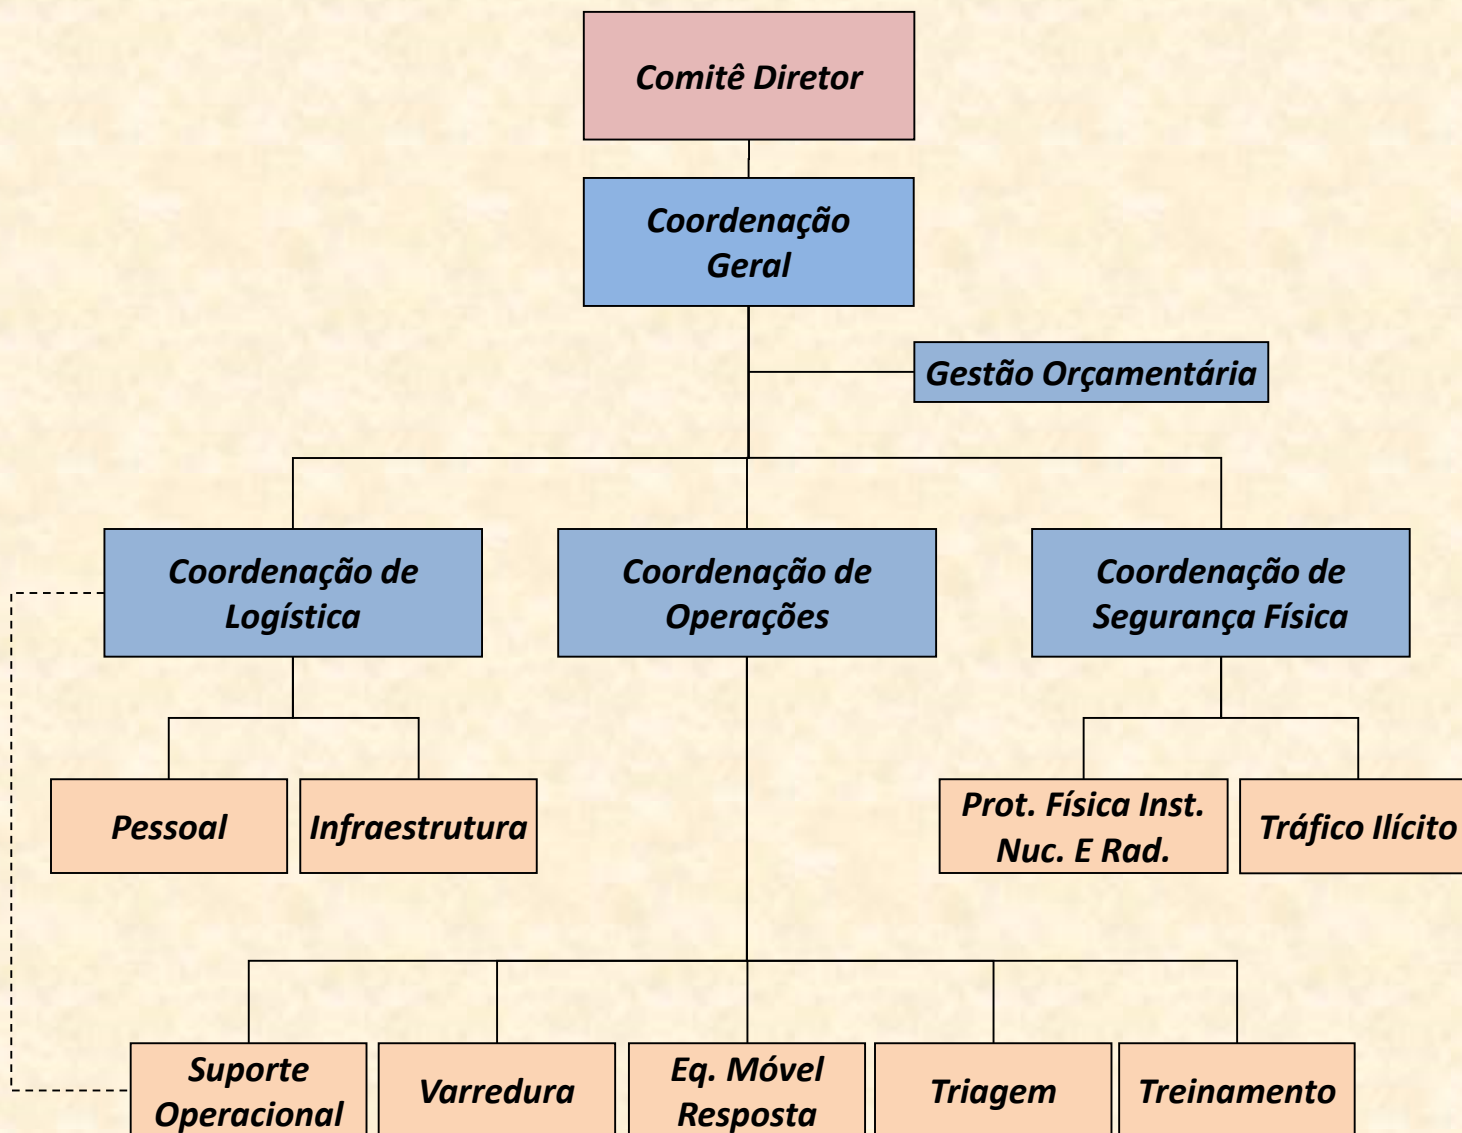 Comitê Diretor
Coordenação
Geral
Gestão Orçamentária
Coordenação de
Logística
Coordenação de
Operações
Coordenação de
Segurança Física
Pessoal
Infraestrutura
Prot. Física Inst.
Nuc. E Rad.
Tráfico Ilícito
Suporte
Operacional
Varredura
Eq. Móvel
Resposta
Triagem
Treinamento